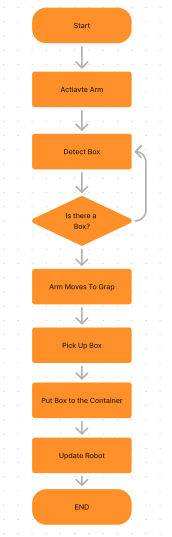 Start
Actiavte Arm
Detect Box
Is there a
Box?
Arm Moves To Grap
Pick Up Box
Put Box to the Container
Update Robot
END